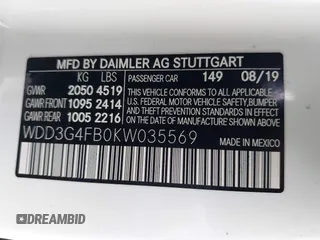 MFD BY DAIMLER AG STUTTGART
KG LBS
GVWR 2050 4519 PASSENGER CAR 149 08/19
GAWR FRONT 1095 2414
GAWR REAR 1005 2216
THIS VEHICLE CONFORMS TO ALL APPLICABLE
U.S. FEDERAL MOTOR VEHICLE SAFETY, BUMPER,
AND THEFT PREVENTION STANDARDS IN EFFECT
ON THE DATE OF MANUFACTURE SHOWN ABOVE.
WDD3G4FB0KW035569
MADE IN MEXICO
DREAMBID